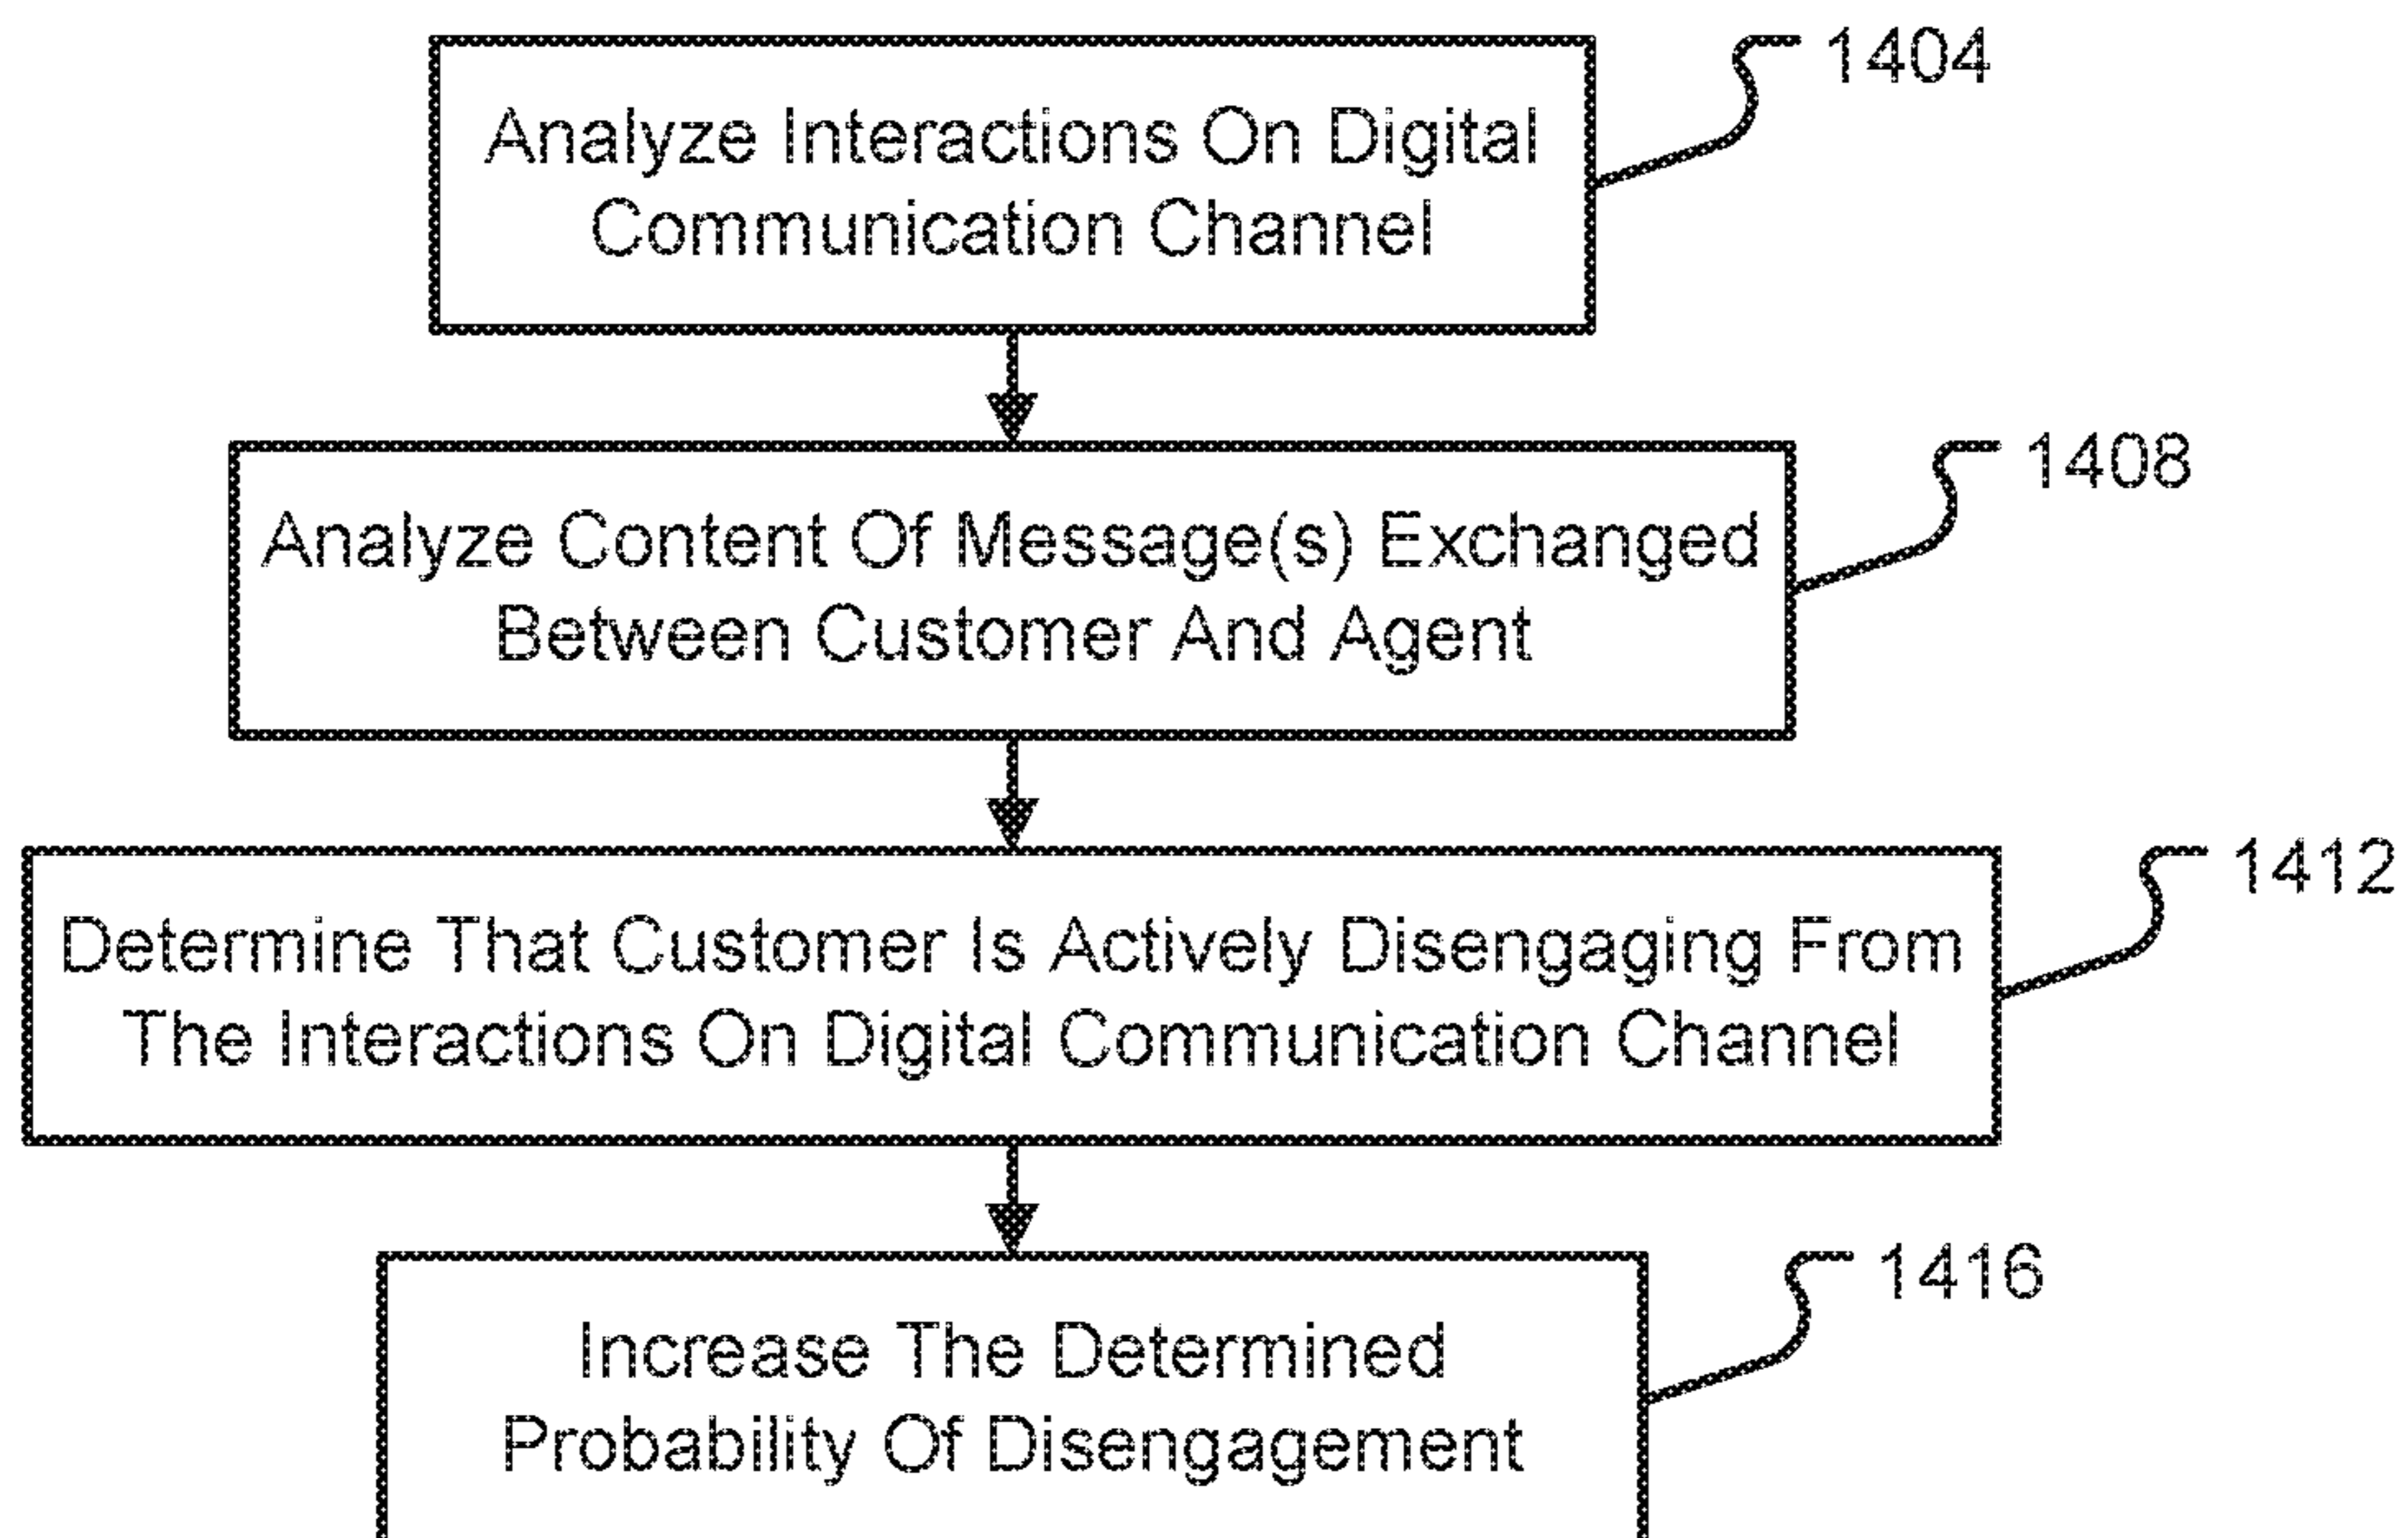 1404
Analyze Interactions On Digital
Communication Channel
1408
Analyze Content Of Message(s) Exchanged
Between Customer And Agent
1412
Determine That Customer Is Actively Disengaging From
The Interactions On Digital Communication Channel
1416
Increase The Determined
Probability Of Disengagement